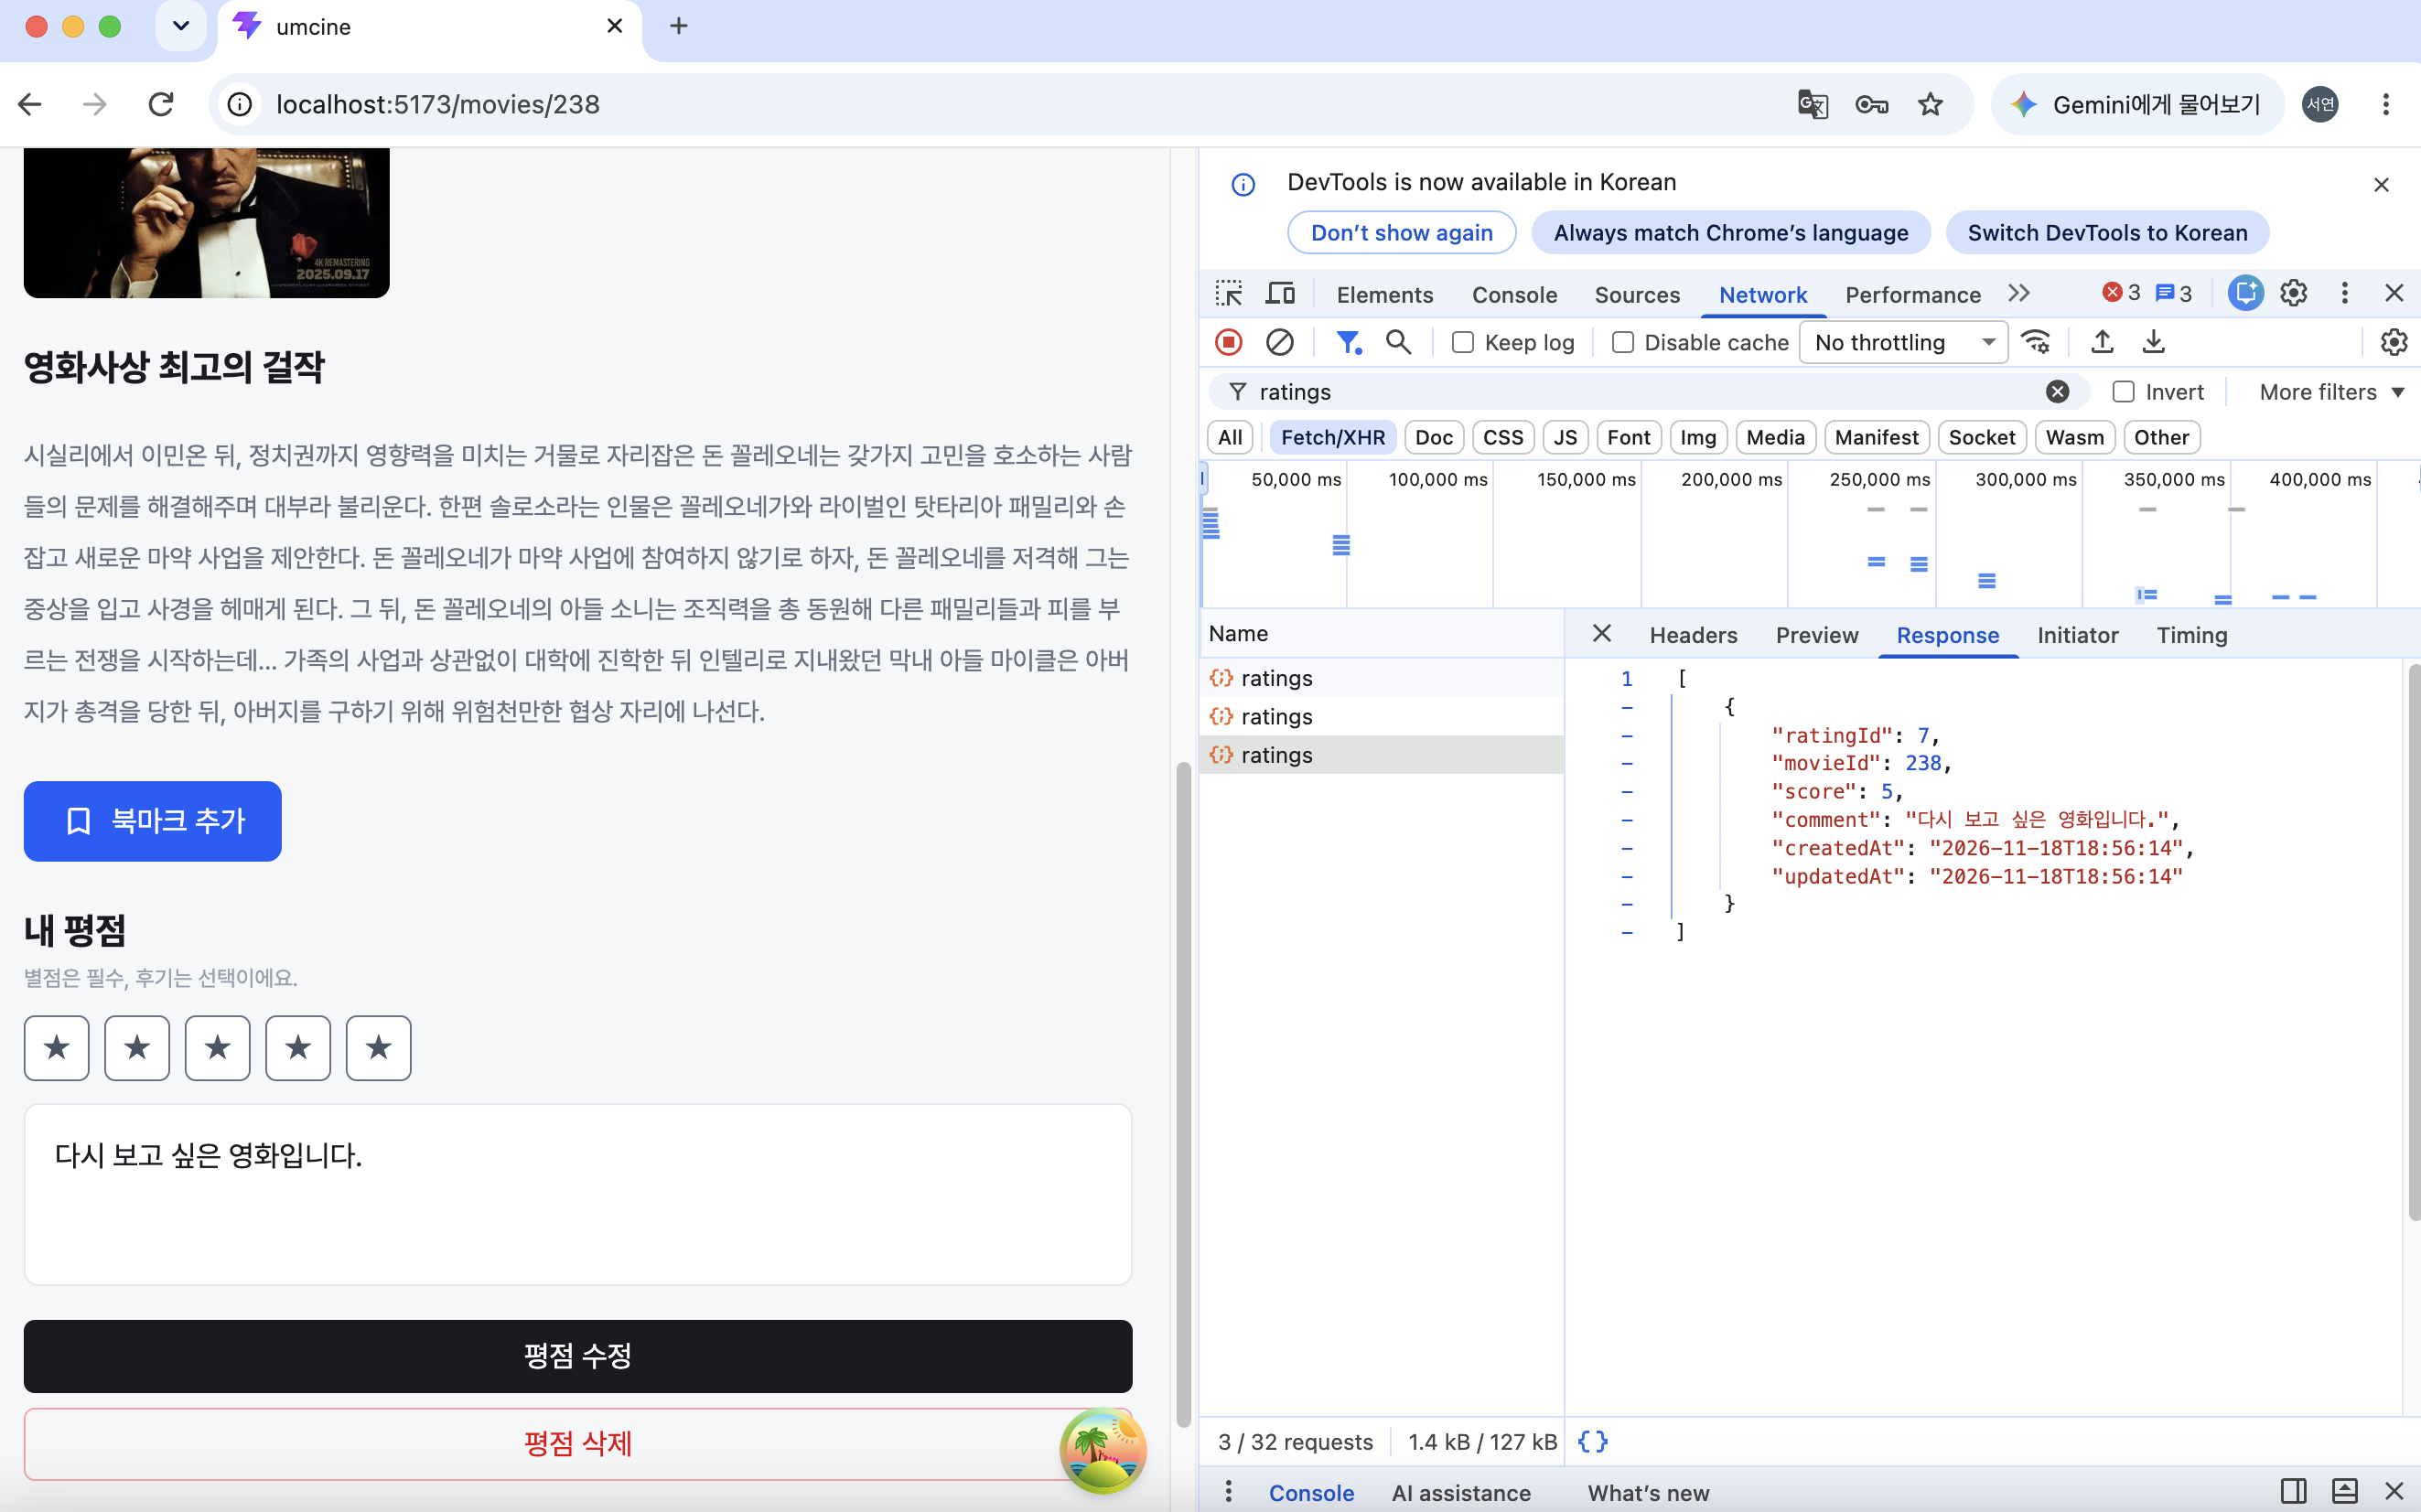 umcine
localhost:5173/movies/238
Gemini에게 물어보기
서연
4K REMASTERING
2025.09.17
영화사상 최고의 걸작
시실리에서 이민온 뒤, 정치권까지 영향력을 미치는 거물로 자리잡은 돈 꼴레오네는 갖가지 고민을 호소하는 사람
들의 문제를 해결해주며 대부라 불리운다. 한편 솔로소라는 인물은 꼴레오네가와 라이벌인 탓타리아 패밀리와 손
잡고 새로운 마약 사업을 제안한다. 돈 꼴레오네가 마약 사업에 참여하지 않기로 하자, 돈 꼴레오네를 저격해 그는
중상을 입고 사경을 헤매게 된다. 그 뒤, 돈 꼴레오네의 아들 소니는 조직력을 총 동원해 다른 패밀리들과 피를 부
르는 전쟁을 시작하는데... 가족의 사업과 상관없이 대학에 진학한 뒤 인텔리로 지내왔던 막내 아들 마이클은 아버
지가 총격을 당한 뒤, 아버지를 구하기 위해 위험천만한 협상 자리에 나선다.
북마크 추가
내 평점
별점은 필수, 후기는 선택이에요.
★ ★ ★ ★ ★
다시 보고 싶은 영화입니다.
평점 수정
평점 삭제
DevTools is now available in Korean
Don't show again
Always match Chrome's language
Switch DevTools to Korean
Elements Console Sources Network Performance 3 3
Keep log Disable cache No throttling
ratings Invert More filters
All Fetch/XHR Doc CSS JS Font Img Media Manifest Socket Wasm Other
50,000 ms 100,000 ms 150,000 ms 200,000 ms 250,000 ms 300,000 ms 350,000 ms 400,000 ms
Name
ratings
ratings
ratings
Headers Preview Response Initiator Timing
1 [
– {
– "ratingId": 7,
– "movieId": 238,
– "score": 5,
– "comment": "다시 보고 싶은 영화입니다.",
– "createdAt": "2026-11-18T18:56:14",
– "updatedAt": "2026-11-18T18:56:14"
– }
– ]
3 / 32 requests 1.4 kB / 127 kB { }
Console AI assistance What's new